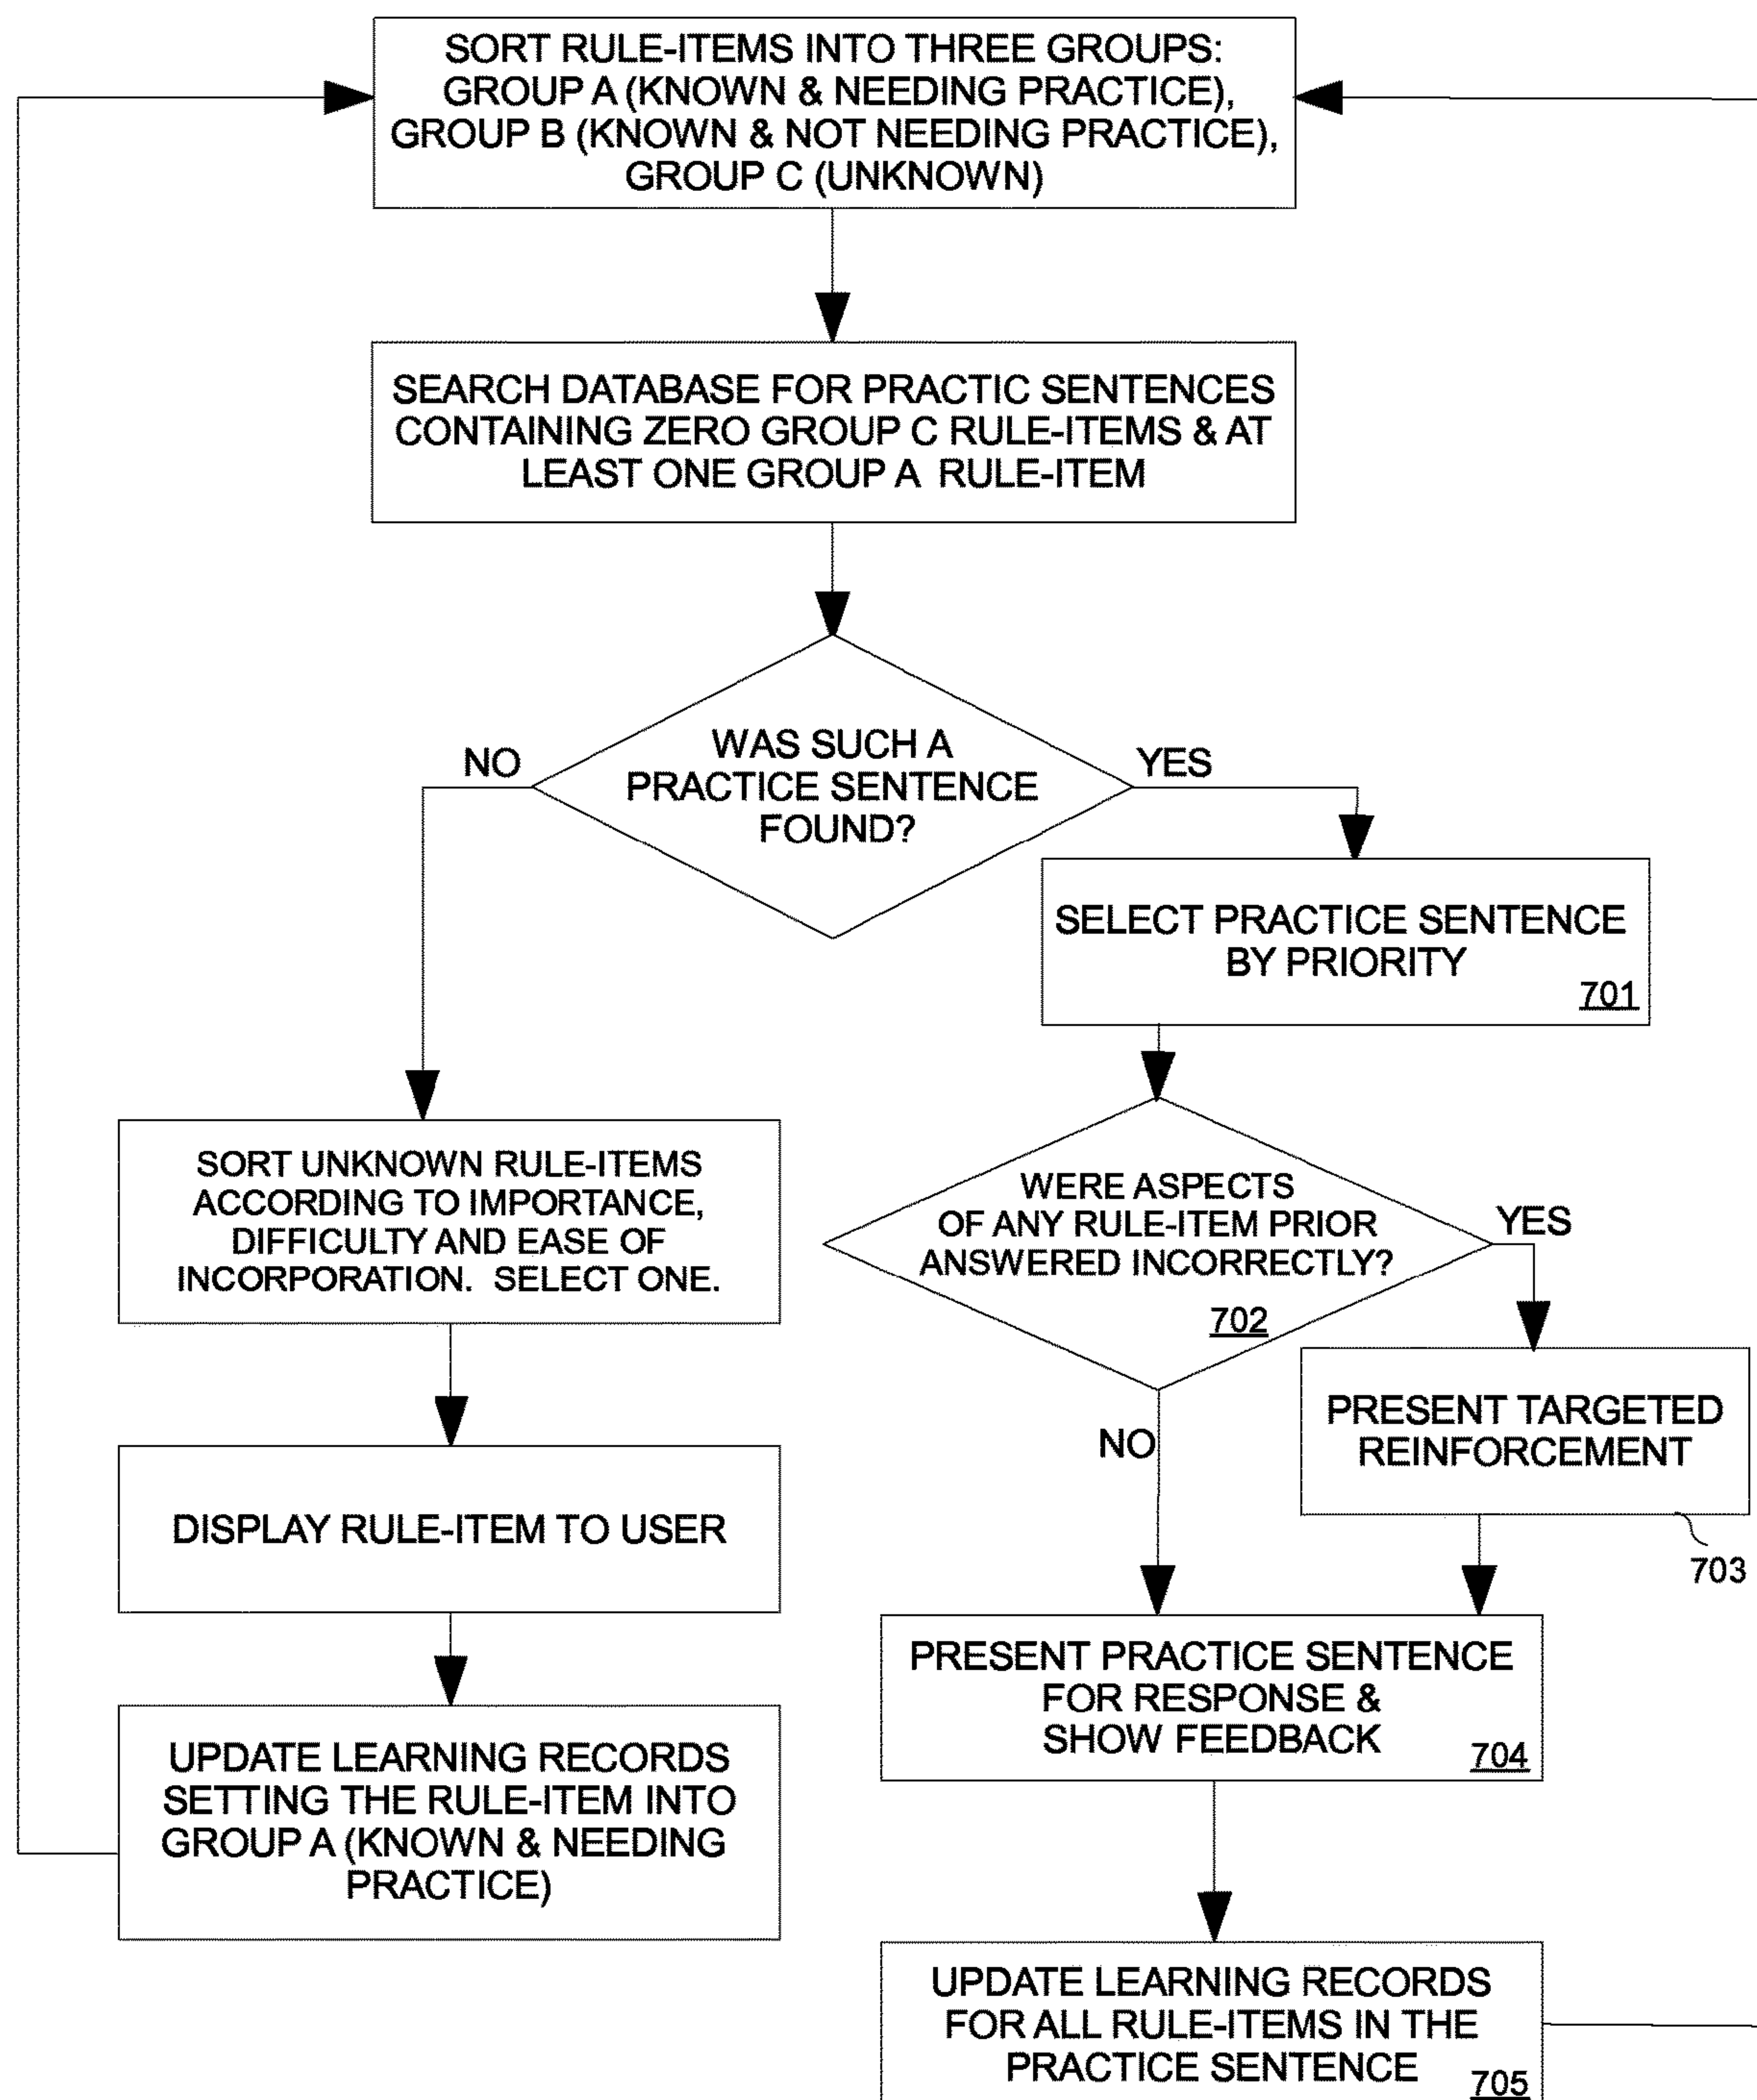 SORT RULE-ITEMS INTO THREE GROUPS:
GROUP A (KNOWN & NEEDING PRACTICE),
GROUP B (KNOWN & NOT NEEDING PRACTICE),
GROUP C (UNKNOWN)
SEARCH DATABASE FOR PRACTIC SENTENCES
CONTAINING ZERO GROUP C RULE-ITEMS & AT
LEAST ONE GROUP A RULE-ITEM
WAS SUCH A
PRACTICE SENTENCE
FOUND?
NO
YES
SELECT PRACTICE SENTENCE
BY PRIORITY
701
SORT UNKNOWN RULE-ITEMS
ACCORDING TO IMPORTANCE,
DIFFICULTY AND EASE OF
INCORPORATION. SELECT ONE.
WERE ASPECTS
OF ANY RULE-ITEM PRIOR
ANSWERED INCORRECTLY?
702
YES
NO
PRESENT TARGETED
REINFORCEMENT
703
DISPLAY RULE-ITEM TO USER
PRESENT PRACTICE SENTENCE
FOR RESPONSE &
SHOW FEEDBACK
704
UPDATE LEARNING RECORDS
SETTING THE RULE-ITEM INTO
GROUP A (KNOWN & NEEDING
PRACTICE)
UPDATE LEARNING RECORDS
FOR ALL RULE-ITEMS IN THE
PRACTICE SENTENCE
705